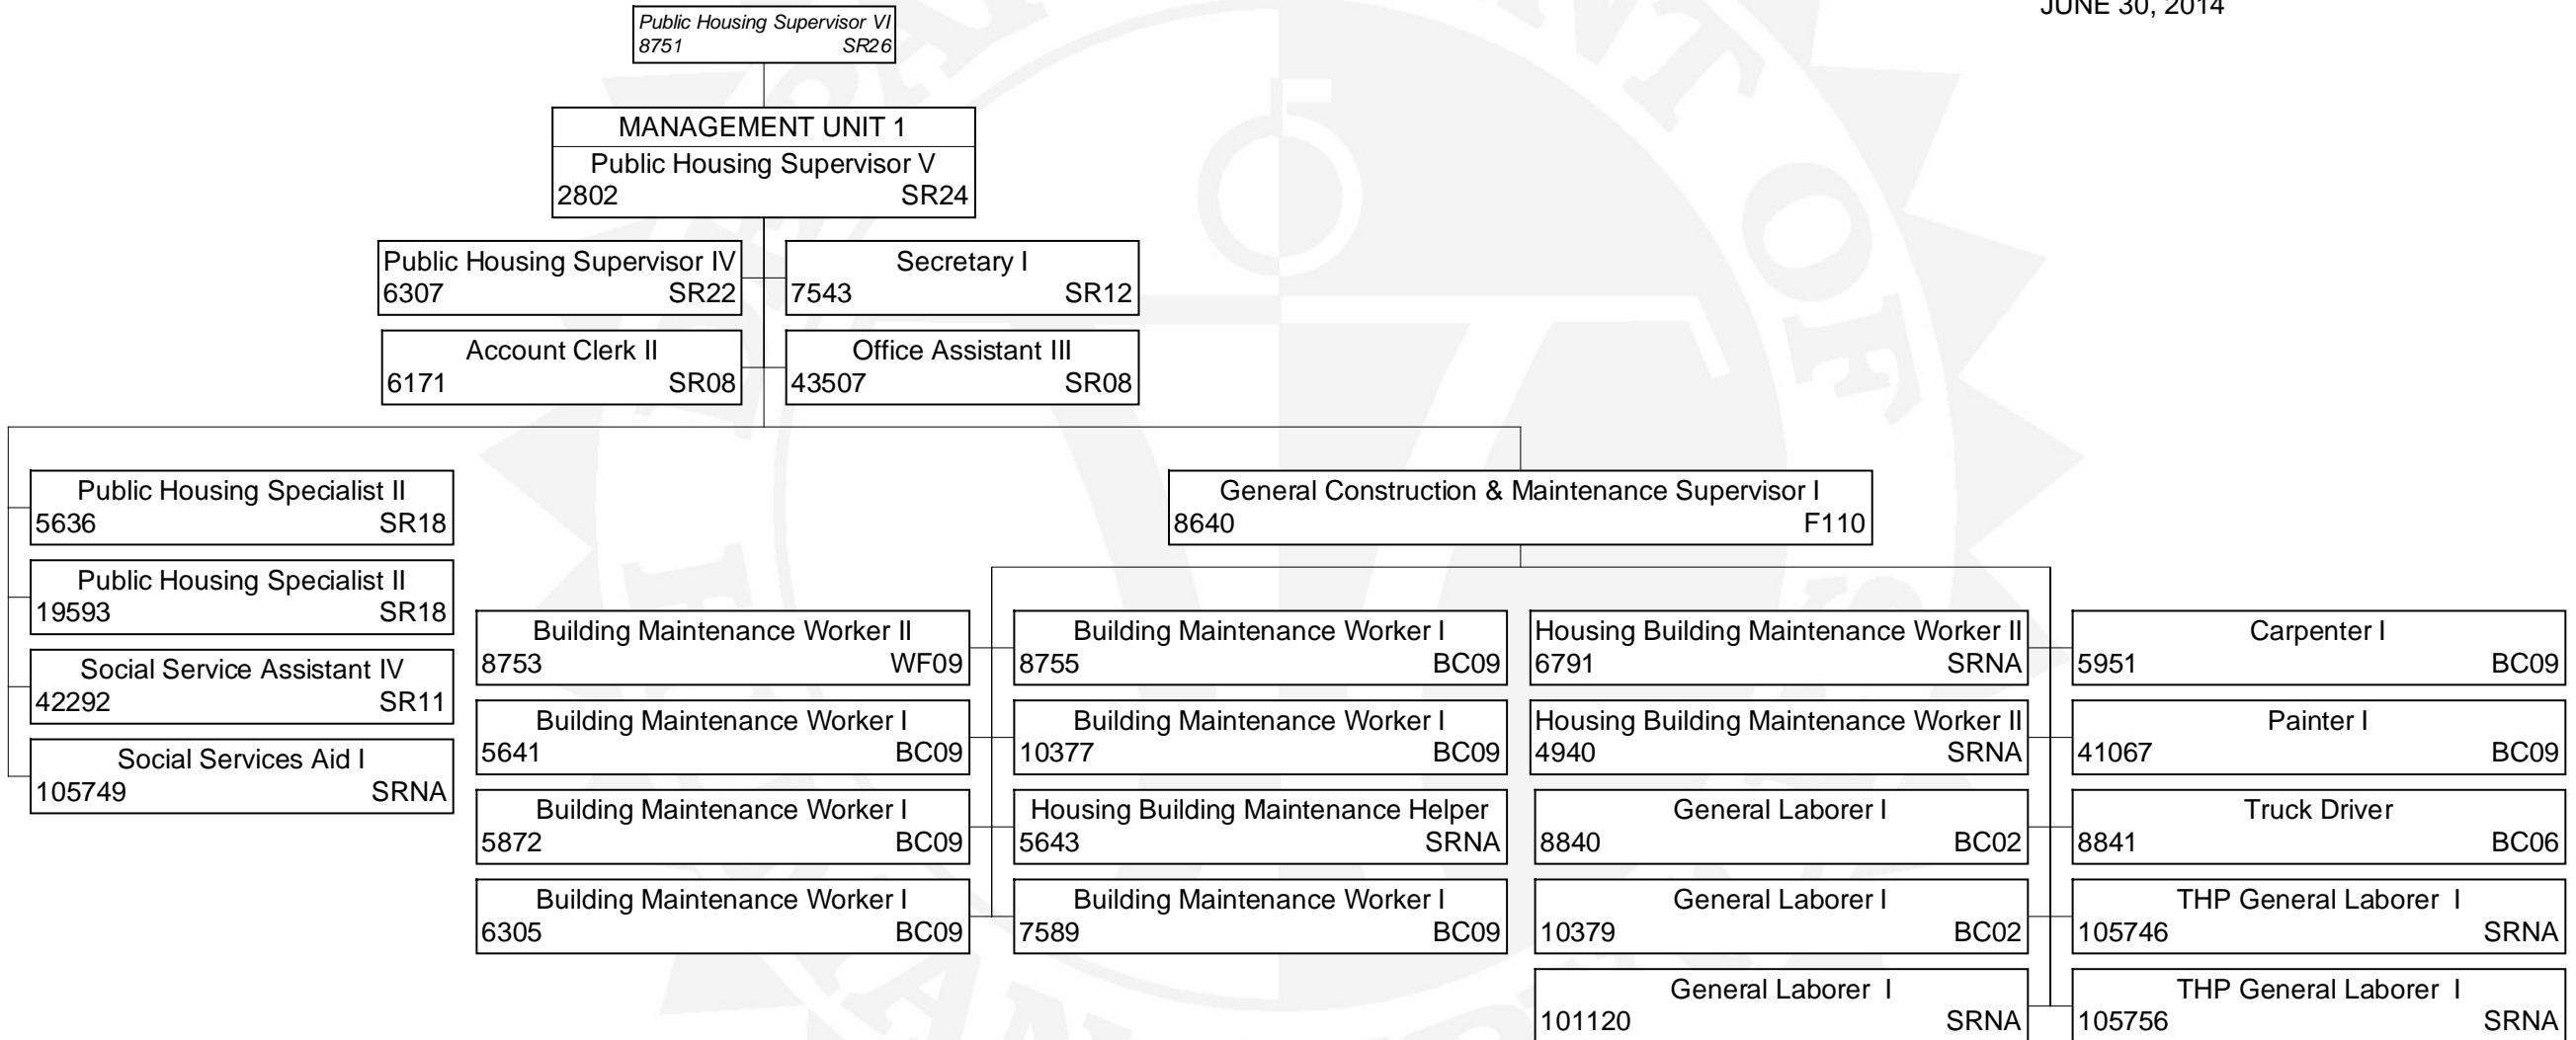 JUNE 30, 2014
Public Housing Supervisor VI
8751 SR26
MANAGEMENT UNIT 1
Public Housing Supervisor V
2802 SR24
Public Housing Supervisor IV
6307 SR22
Secretary I
7543 SR12
Account Clerk II
6171 SR08
Office Assistant III
43507 SR08
Public Housing Specialist II
5636 SR18
Public Housing Specialist II
19593 SR18
Social Service Assistant IV
42292 SR11
Social Services Aid I
105749 SRNA
General Construction & Maintenance Supervisor I
8640 F110
Building Maintenance Worker II
8753 WF09
Building Maintenance Worker I
5641 BC09
Building Maintenance Worker I
5872 BC09
Building Maintenance Worker I
6305 BC09
Building Maintenance Worker I
8755 BC09
Building Maintenance Worker I
10377 BC09
Housing Building Maintenance Helper
5643 SRNA
Building Maintenance Worker I
7589 BC09
Housing Building Maintenance Worker II
6791 SRNA
Housing Building Maintenance Worker II
4940 SRNA
General Laborer I
8840 BC02
General Laborer I
10379 BC02
General Laborer I
101120 SRNA
Carpenter I
5951 BC09
Painter I
41067 BC09
Truck Driver
8841 BC06
THP General Laborer I
105746 SRNA
THP General Laborer I
105756 SRNA